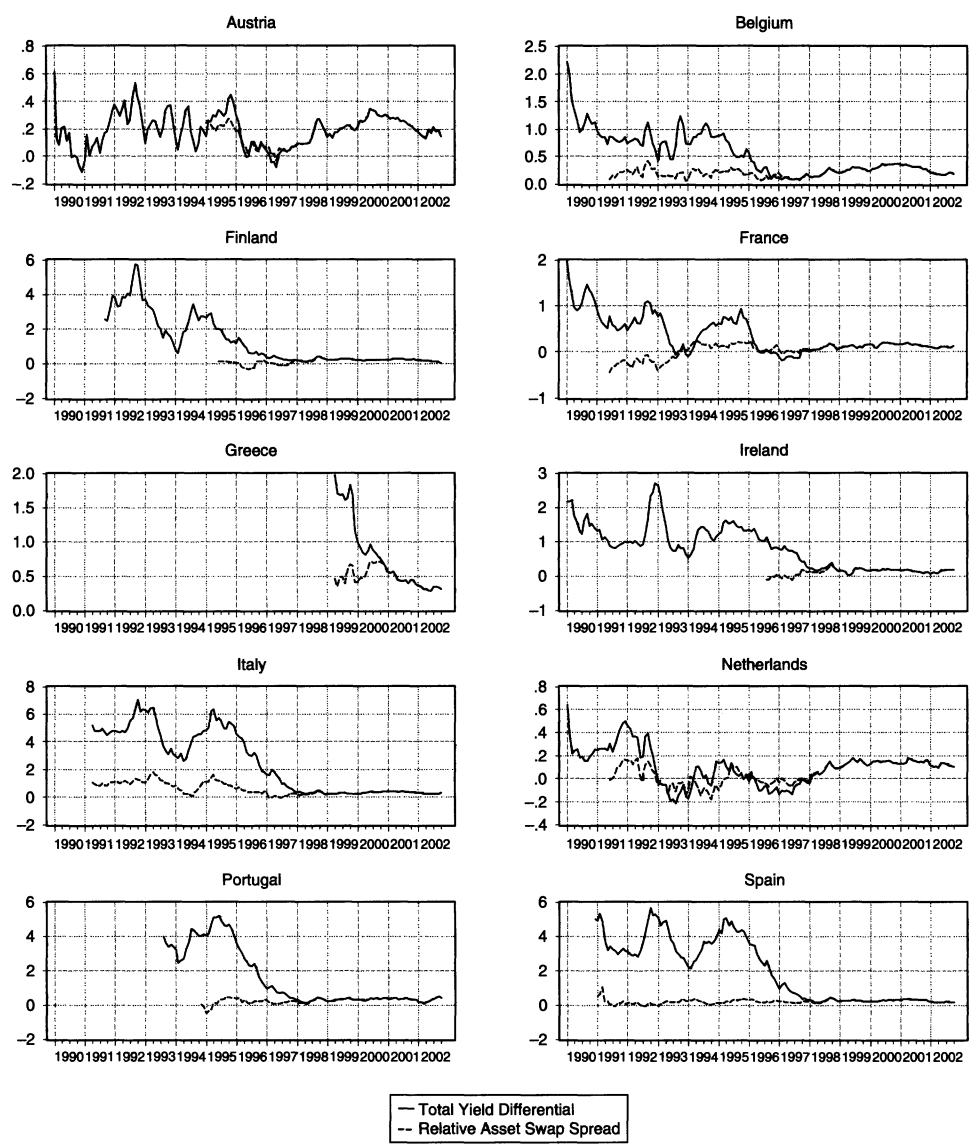 Austria
.8
.6
.4
.2
.0
-.2
1990 1991 1992 1993 1994 1995 1996 1997 1998 1999 2000 2001 2002
Belgium
2.5
2.0
1.5
1.0
0.5
0.0
1990 1991 1992 1993 1994 1995 1996 1997 1998 1999 2000 2001 2002
Finland
6
4
2
0
-2
1990 1991 1992 1993 1994 1995 1996 1997 1998 1999 2000 2001 2002
France
2
1
0
-1
1990 1991 1992 1993 1994 1995 1996 1997 1998 1999 2000 2001 2002
Greece
2.0
1.5
1.0
0.5
0.0
1990 1991 1992 1993 1994 1995 1996 1997 1998 1999 2000 2001 2002
Ireland
3
2
1
0
-1
1990 1991 1992 1993 1994 1995 1996 1997 1998 1999 2000 2001 2002
Italy
8
6
4
2
0
-2
1990 1991 1992 1993 1994 1995 1996 1997 1998 1999 2000 2001 2002
Netherlands
.8
.6
.4
.2
.0
-.2
-.4
1990 1991 1992 1993 1994 1995 1996 1997 1998 1999 2000 2001 2002
Portugal
6
4
2
0
-2
1990 1991 1992 1993 1994 1995 1996 1997 1998 1999 2000 2001 2002
Spain
6
4
2
0
-2
1990 1991 1992 1993 1994 1995 1996 1997 1998 1999 2000 2001 2002
Total Yield Differential
Relative Asset Swap Spread